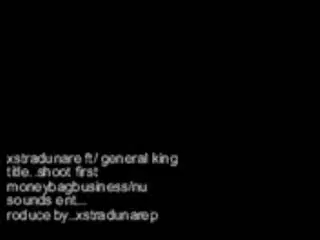 xstradunare ft/ general king
title..shoot first
moneybagbusiness/nu
sounds ent...
roduce by..xstradunarep